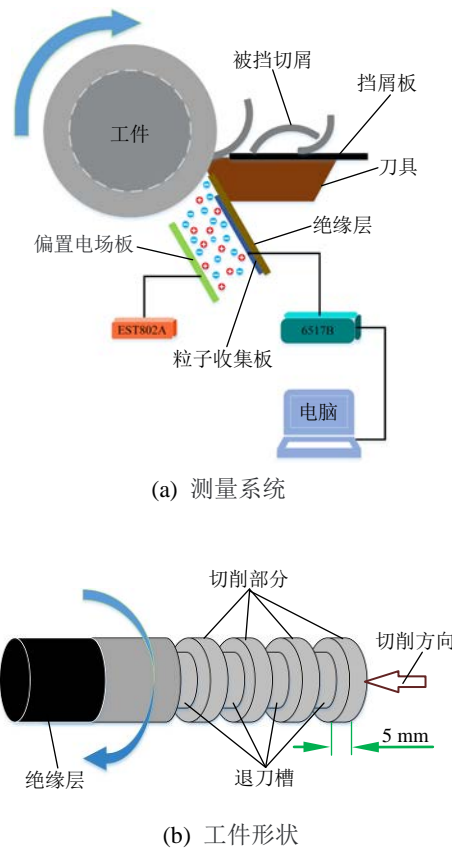 被挡切屑
挡屑板
工件
刀具
绝缘层
偏置电场板
EST802A
6517B
粒子收集板
电脑
(a) 测量系统
切削部分
切削方向
5 mm
绝缘层
退刀槽
(b) 工件形状